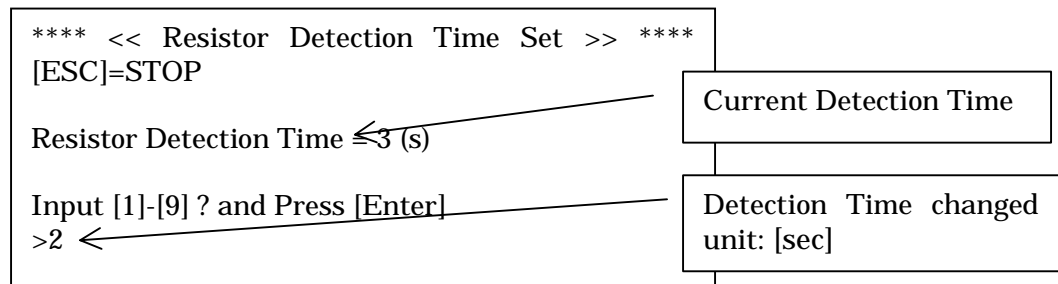 **** << Resistor Detection Time Set >> ****
[ESC]=STOP
Current Detection Time
Resistor Detection Time = 3 (s)
Input [1]-[9] ? and Press [Enter]
>2
Detection Time changed
unit: [sec]